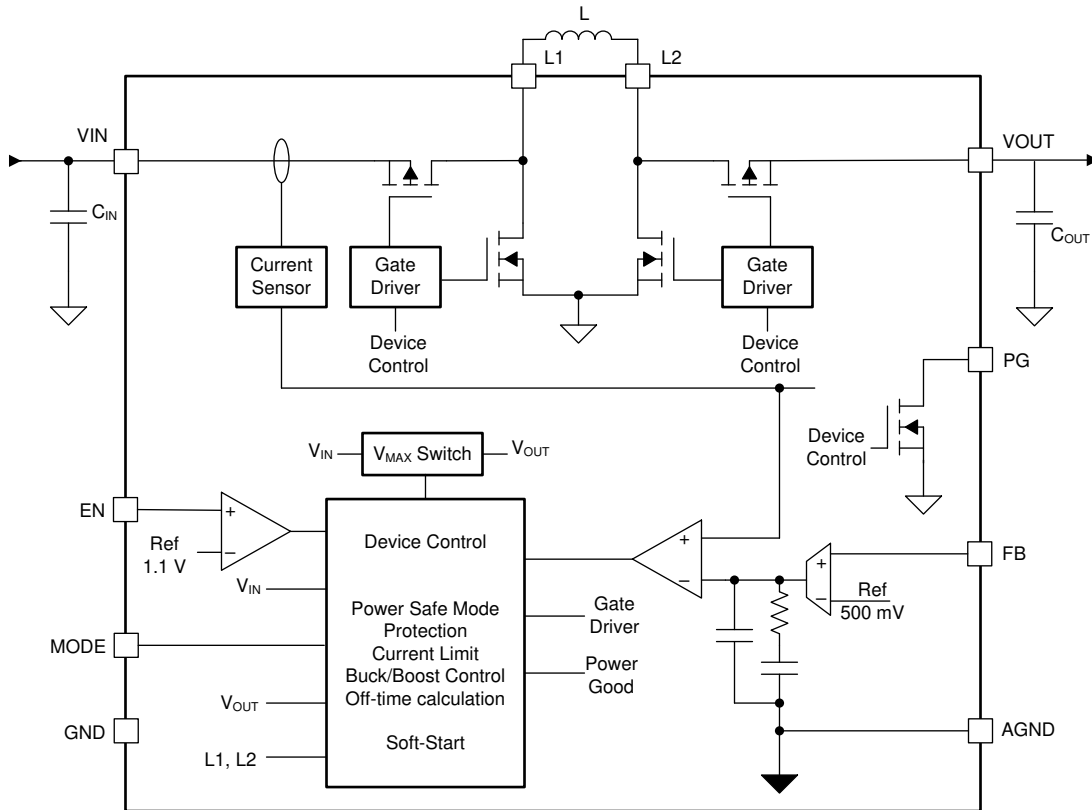 L
L1
L2
VIN
VOUT
CIN
COUT
Current
Sensor
Gate
Driver
Gate
Driver
Device
Control
Device
Control
PG
Device
Control
VIN
VMAX Switch
VOUT
EN
+
−
Ref
1.1 V
Device Control
+
−
FB
+
−
Ref
500 mV
VIN
Power Safe Mode
Protection
Current Limit
Buck/Boost Control
Off-time calculation
Soft-Start
Gate
Driver
MODE
Power
Good
VOUT
GND
AGND
L1, L2